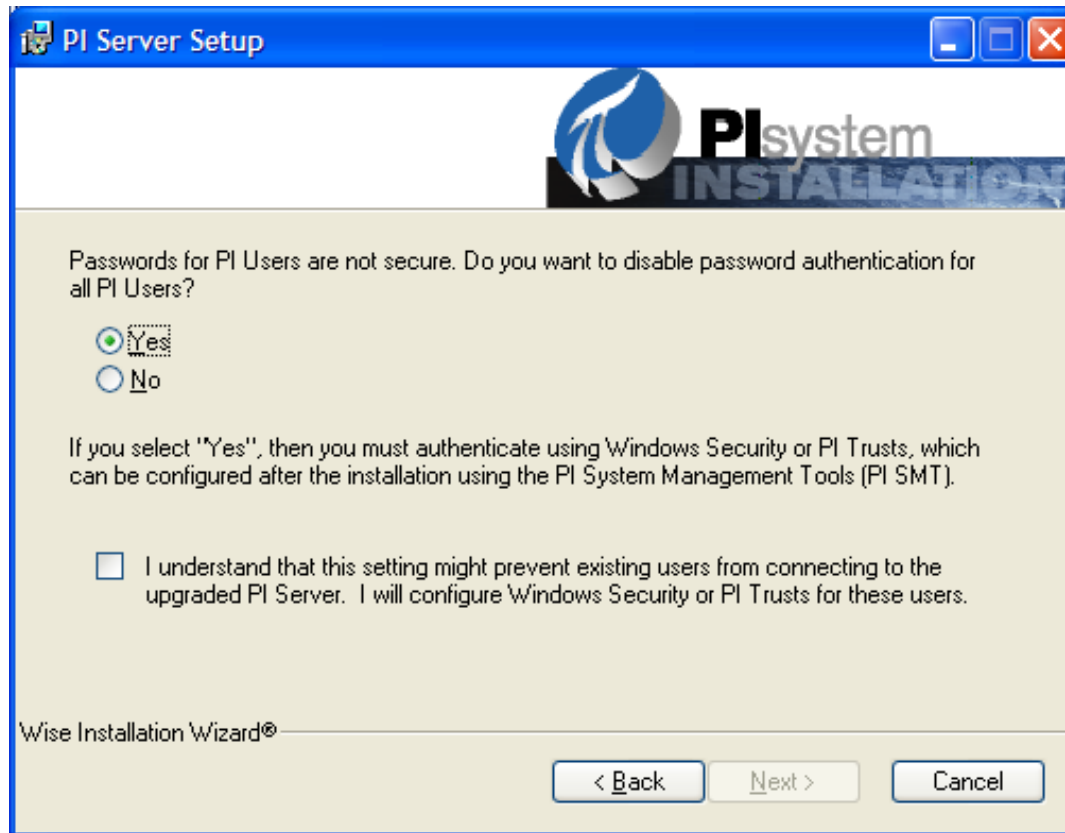 PI Server Setup
PIsystem
INSTALLATION
Passwords for PI Users are not secure. Do you want to disable password authentication for
all PI Users?
Yes
No
If you select "Yes", then you must authenticate using Windows Security or PI Trusts, which
can be configured after the installation using the PI System Management Tools (PI SMT).
I understand that this setting might prevent existing users from connecting to the
upgraded PI Server. I will configure Windows Security or PI Trusts for these users.
Wise Installation Wizard®
< Back Next > Cancel